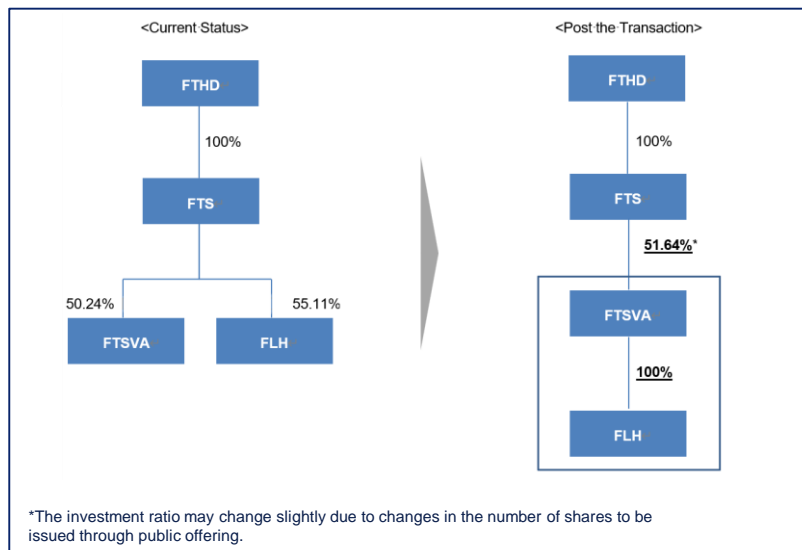 <Current Status>
FTHD
100%
FTS
50.24%
55.11%
FTSVA
FLH
<Post the Transaction>
FTHD
100%
FTS
51.64%*
FTSVA
100%
FLH
*The investment ratio may change slightly due to changes in the number of shares to be
issued through public offering.